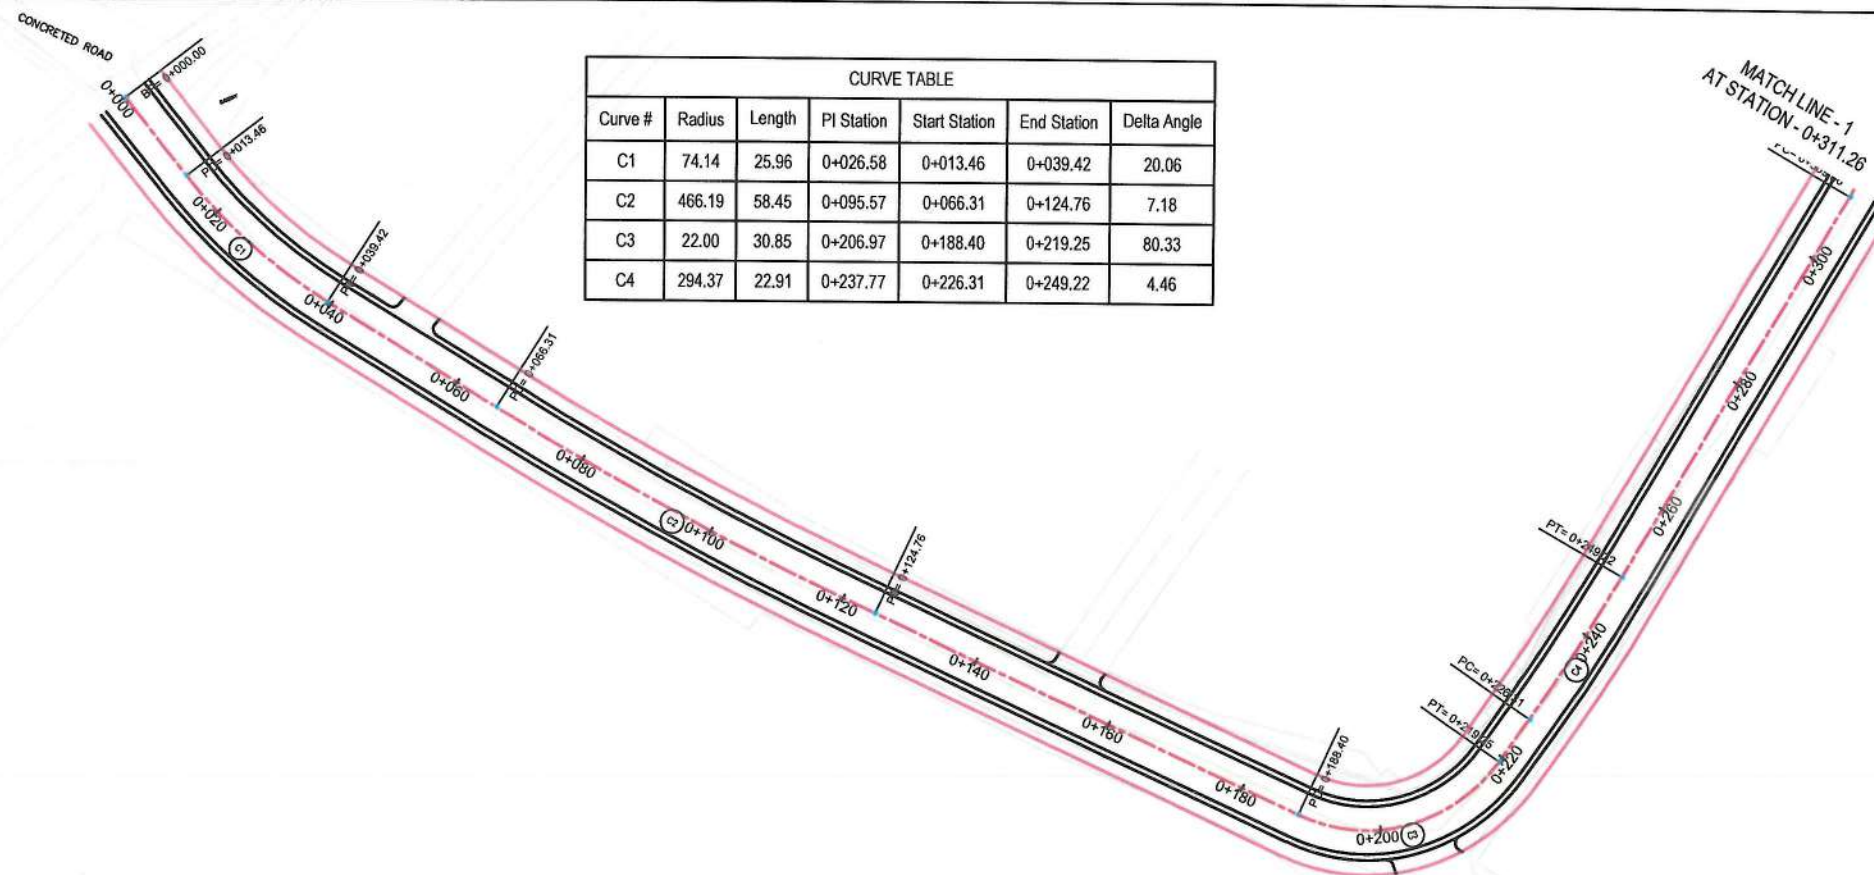 CONCRETED ROAD
0+000
0+000.00
0+013.46
0+020
C1
0+039.42
0+040
0+066.31
0+060
0+080
C2
0+100
0+124.76
0+120
0+140
0+160
0+180
0+188.40
0+200
C3
0+220
PT= 0+219.25
PC= 0+226.31
C4
0+240
PT= 0+249.22
0+260
0+280
0+300
MATCH LINE - 1
AT STATION - 0+311.26
CURVE TABLE
Curve # Radius Length PI Station Start Station End Station Delta Angle
C1 74.14 25.96 0+026.58 0+013.46 0+039.42 20.06
C2 466.19 58.45 0+095.57 0+066.31 0+124.76 7.18
C3 22.00 30.85 0+206.97 0+188.40 0+219.25 80.33
C4 294.37 22.91 0+237.77 0+226.31 0+249.22 4.46